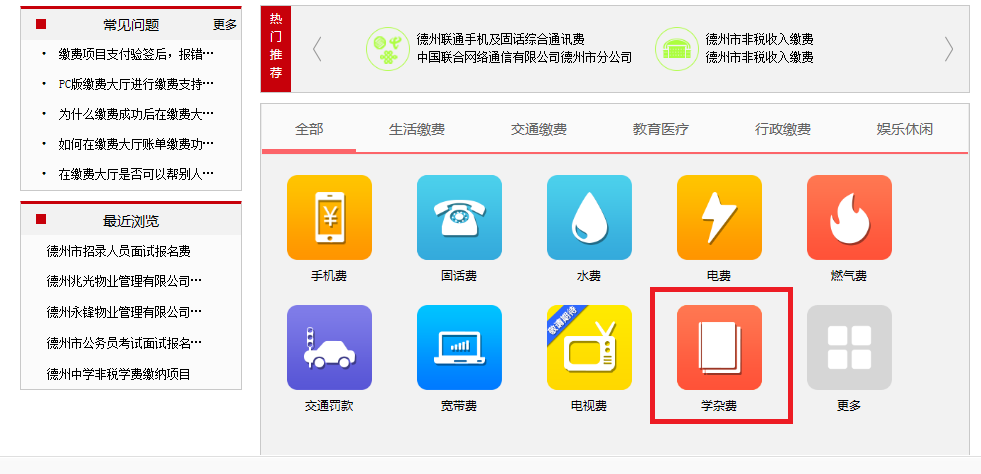 常见问题 更多
• 缴费项目支付验签后，报错…
• PC版缴费大厅进行缴费支持…
• 为什么缴费成功后在缴费大…
• 如何在缴费大厅账单缴费功…
• 在缴费大厅是否可以帮别人…
最近浏览
德州市招录人员面试报名费
德州兆光物业管理有限公司…
德州永锋物业管理有限公司…
德州市公务员考试面试报名…
德州中学非税学费缴纳项目
热门推荐
德州联通手机及固话综合通讯费
中国联合网络通信有限公司德州市分公司
德州市非税收入缴费
德州市非税收入缴费
全部 生活缴费 交通缴费 教育医疗 行政缴费 娱乐休闲
¥
手机费 固话费 水费 电费 燃气费
敬请期待
交通罚款 宽带费 电视费 学杂费 更多